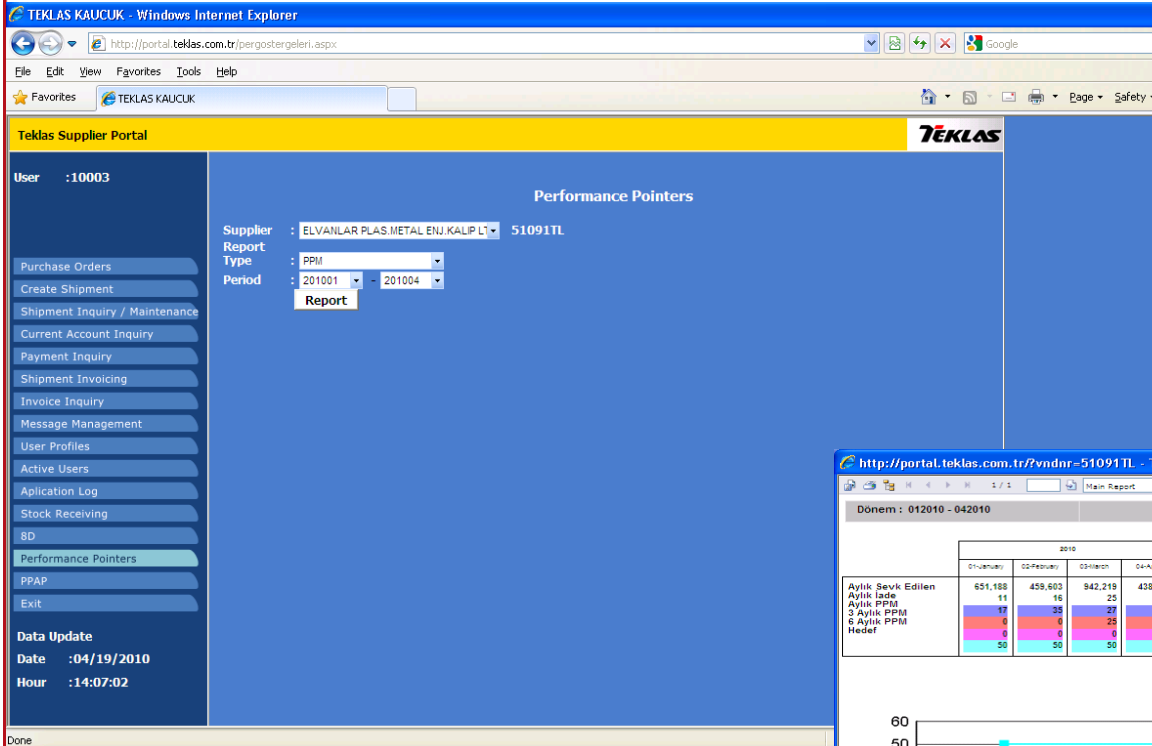 TEKLAS KAUCUK - Windows Internet Explorer
http://portal.teklas.com.tr/pergostergeleri.aspx
Google
File Edit View Favorites Tools Help
Favorites TEKLAS KAUCUK
Page Safety
Teklas Supplier Portal
TEKLAS
User :10003
Performance Pointers
Supplier : ELVANLAR PLAS.METAL ENJ.KALIP LT 51091TL
Report
Type : PPM
Period : 201001 - 201004
Report
Purchase Orders
Create Shipment
Shipment Inquiry / Maintenance
Current Account Inquiry
Payment Inquiry
Shipment Invoicing
Invoice Inquiry
Message Management
User Profiles
Active Users
Aplication Log
Stock Receiving
8D
Performance Pointers
PPAP
Exit
Data Update
Date :04/19/2010
Hour :14:07:02
Done
http://portal.teklas.com.tr/?vndnr=51091TL - T
1 / 1 Main Report
Dönem : 012010 - 042010
2010
01-January 02-February 03-March 04-A
Aylık Sevk Edilen 651,188 459,603 942,219 438
Aylık İade 11 16 25
Aylık PPM 17 35 27
3 Aylık PPM 0 0 25
6 Aylık PPM 0 0 0
Hedef 50 50 50
60
50